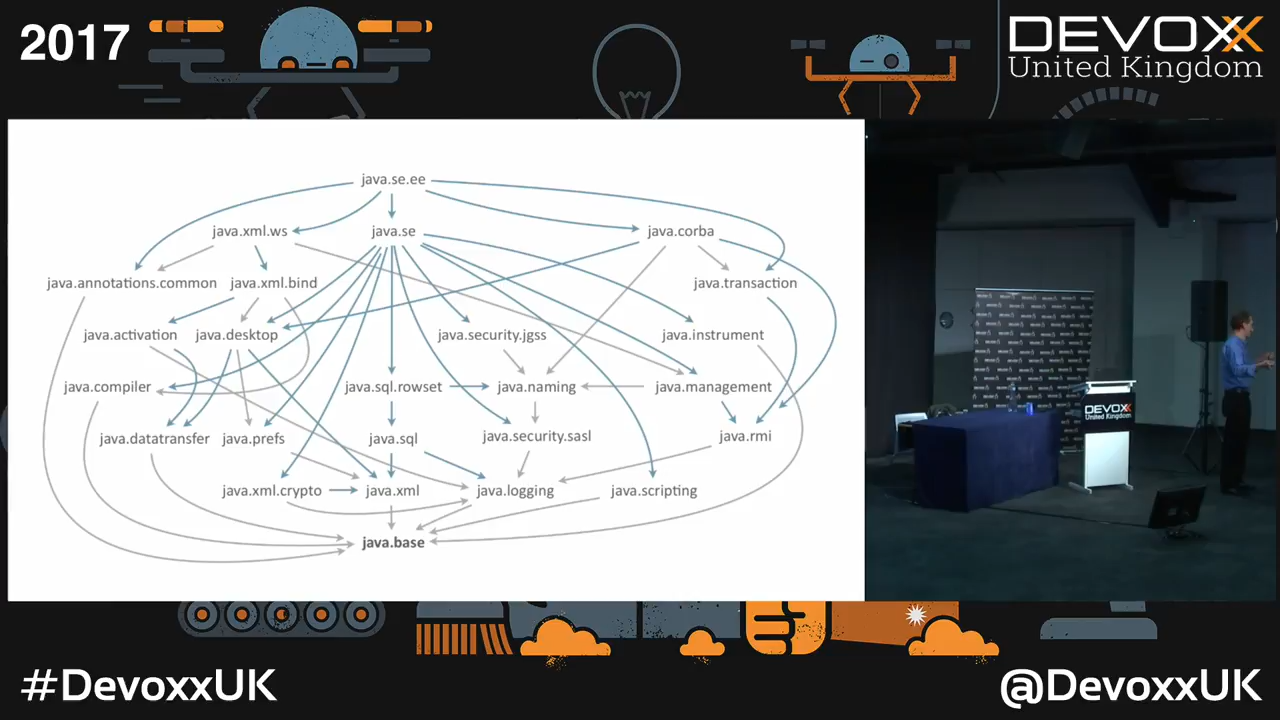 2017
DEVOXX
United Kingdom
java.se.ee
java.xml.ws
java.se
java.corba
java.annotations.common
java.xml.bind
java.transaction
java.activation
java.desktop
java.security.jgss
java.instrument
java.compiler
java.sql.rowset
java.naming
java.management
java.datatransfer
java.prefs
java.sql
java.security.sasl
java.rmi
java.xml.crypto
java.xml
java.logging
java.scripting
java.base
DEVOXX
United Kingdom
#DevoxxUK
@DevoxxUK